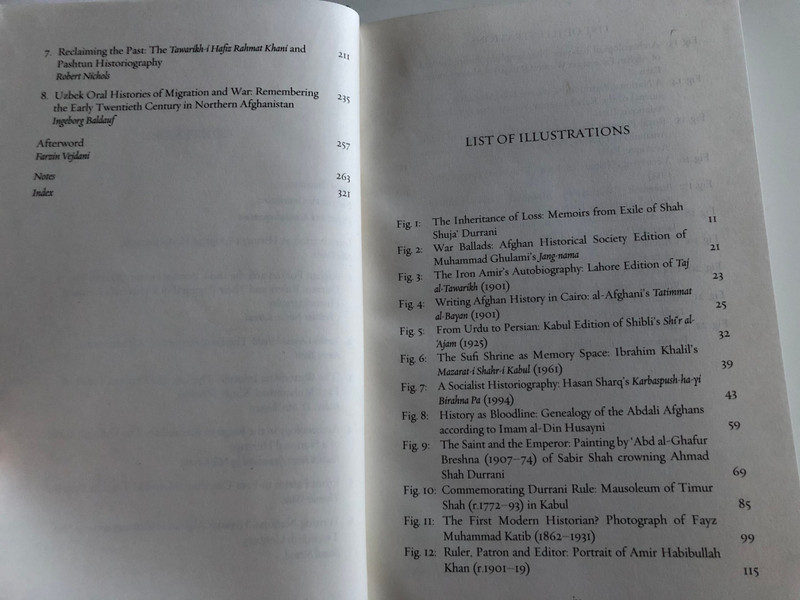 7. Reclaiming the Past: The Tawarikh-i Hafiz Rahmat Khani and 211
Pashtun Historiography
Robert Nichols
8. Uzbek Oral Histories of Migration and War: Remembering 235
the Early Twentieth Century in Northern Afghanistan
Ingeborg Baldauf
Afterword 257
Farzin Vejdani
Notes 263
Index 321
LIST OF ILLUSTRATIONS
Fig. 1: The Inheritance of Loss: Memoirs from Exile of Shah
Shuja' Durrani 11
Fig. 2: War Ballads: Afghan Historical Society Edition of
Muhammad Ghulami's Jang-nama 21
Fig. 3: The Iron Amir's Autobiography: Lahore Edition of Taj
al-Tawarikh (1901) 23
Fig. 4: Writing Afghan History in Cairo: al-Afghani's Tatimmat
al-Bayan (1901) 25
Fig. 5: From Urdu to Persian: Kabul Edition of Shibli's Shi'r al-
'Ajam (1925) 32
Fig. 6: The Sufi Shrine as Memory Space: Ibrahim Khalil's
Mazarat-i Shahr-i Kabul (1961) 39
Fig. 7: A Socialist Historiography: Hasan Sharq's Karbaspush-ha-yi
Birahna Pa (1994) 43
Fig. 8: History as Bloodline: Genealogy of the Abdali Afghans
according to Imam al-Din Husayni 59
Fig. 9: The Saint and the Emperor: Painting by 'Abd al-Ghafur
Breshna (1907–74) of Sabir Shah crowning Ahmad
Shah Durrani 69
Fig. 10: Commemorating Durrani Rule: Mausoleum of Timur
Shah (r.1772–93) in Kabul 85
Fig. 11: The First Modern Historian? Photograph of Fayz
Muhammad Katib (1862–1931) 99
Fig. 12: Ruler, Patron and Editor: Portrait of Amir Habibullah
Khan (r.1901–19) 115